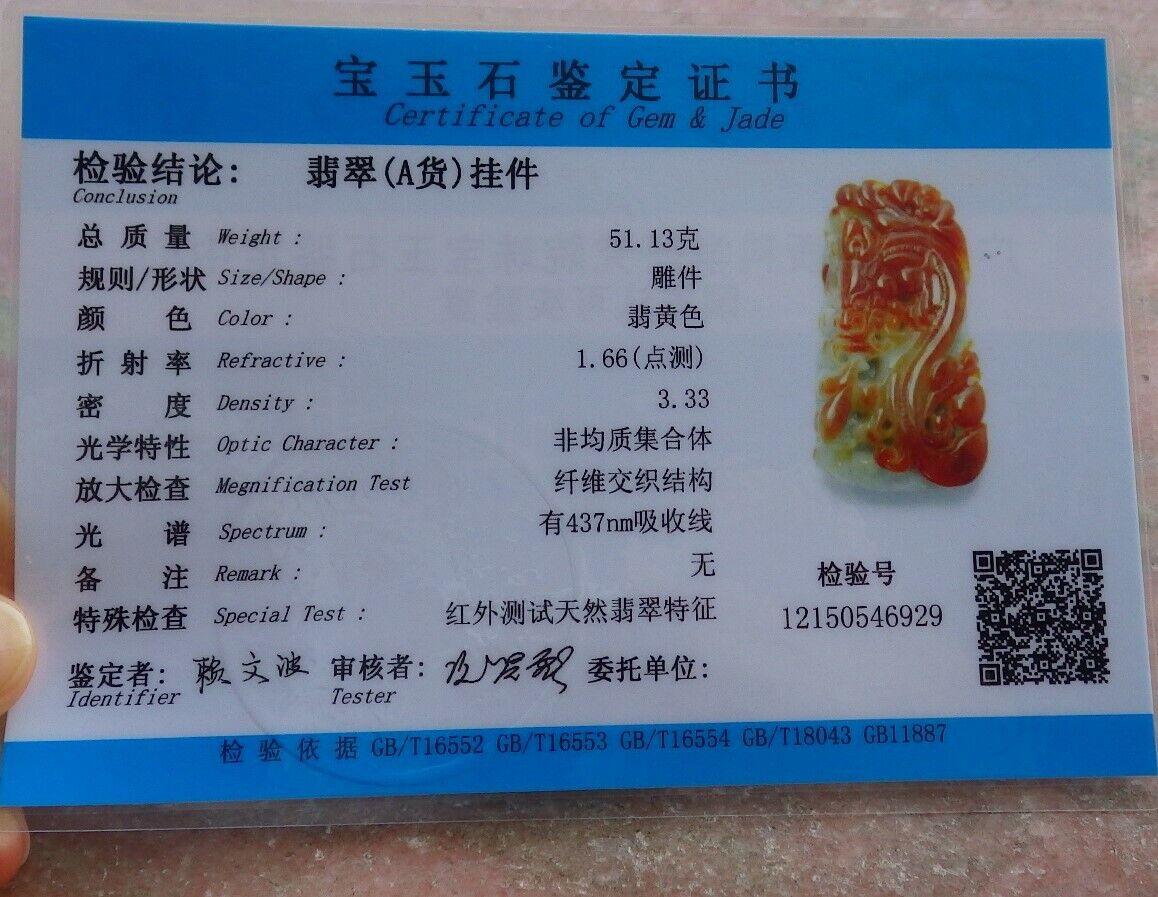 宝玉石鉴定证书
Certificate of Gem & Jade
检验结论: 翡翠(A货)挂件
Conclusion
总质量 Weight : 51.13克
规则/形状 Size/Shape : 雕件
颜色 Color : 翡黄色
折射率 Refractive : 1.66(点测)
密度 Density : 3.33
光学特性 Optic Character : 非均质集合体
放大检查 Megnification Test 纤维交织结构
光谱 Spectrum : 有437nm吸收线
备注 Remark : 无
特殊检查 Special Test : 红外测试天然翡翠特征
检验号
12150546929
鉴定者: 赖文波 审核者: 委托单位:
Identifier Tester
检验依据 GB/T16552 GB/T16553 GB/T16554 GB/T18043 GB11887